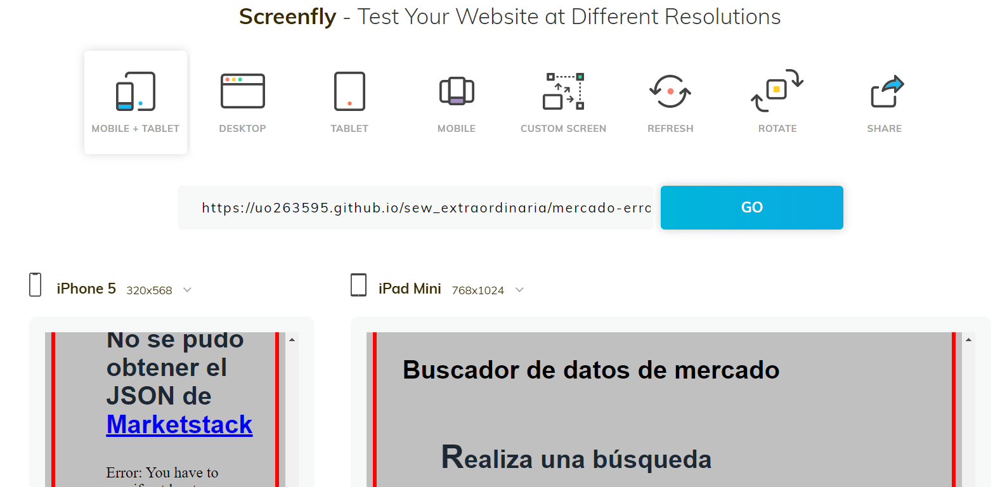 Screenfly - Test Your Website at Different Resolutions
MOBILE + TABLET
DESKTOP
TABLET
MOBILE
CUSTOM SCREEN
REFRESH
ROTATE
SHARE
https://uo263595.github.io/sew_extraordinaria/mercado-erro
GO
iPhone 5 320x568
iPad Mini 768x1024
No se pudo
obtener el
JSON de
Marketstack
Error: You have to
Buscador de datos de mercado
Realiza una búsqueda